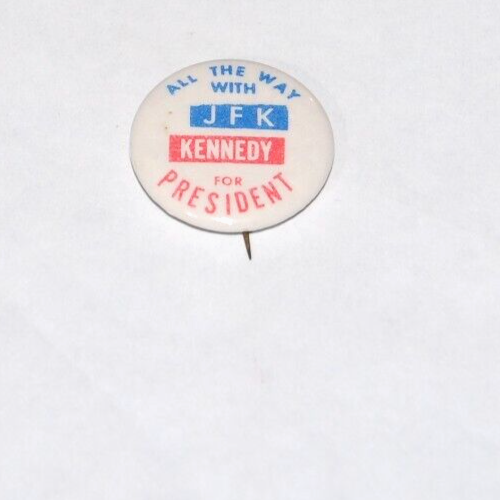 ALL THE WAY
WITH
JFK
KENNEDY
FOR
PRESIDENT